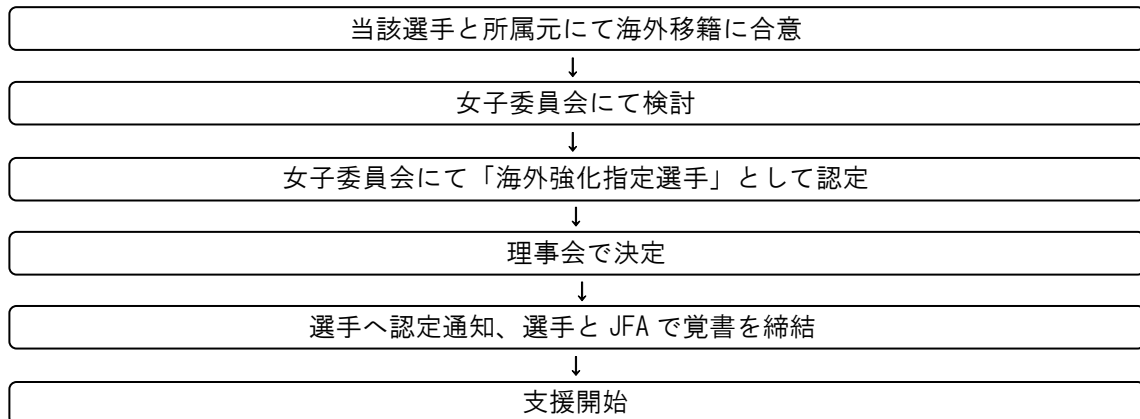 当該選手と所属元にて海外移籍に合意
↓
女子委員会にて検討
↓
女子委員会にて「海外強化指定選手」として認定
↓
理事会で決定
↓
選手へ認定通知、選手と JFA で覚書を締結
↓
支援開始